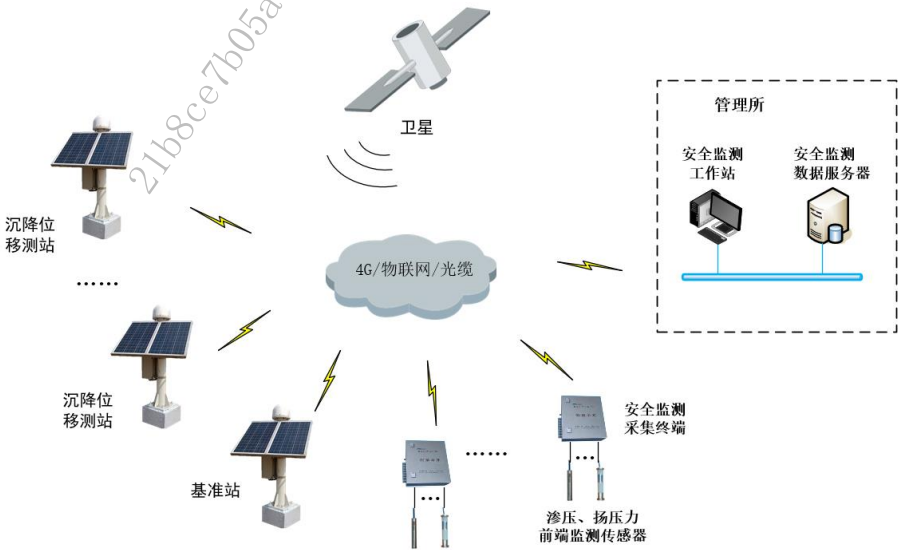 21b8ce7b05a
卫星
管理所
安全监测
工作站
安全监测
数据服务器
沉降位
移测站
……
4G/物联网/光缆
沉降位
移测站
基准站
……
安全监测
采集终端
...
...
渗压、扬压力
前端监测传感器